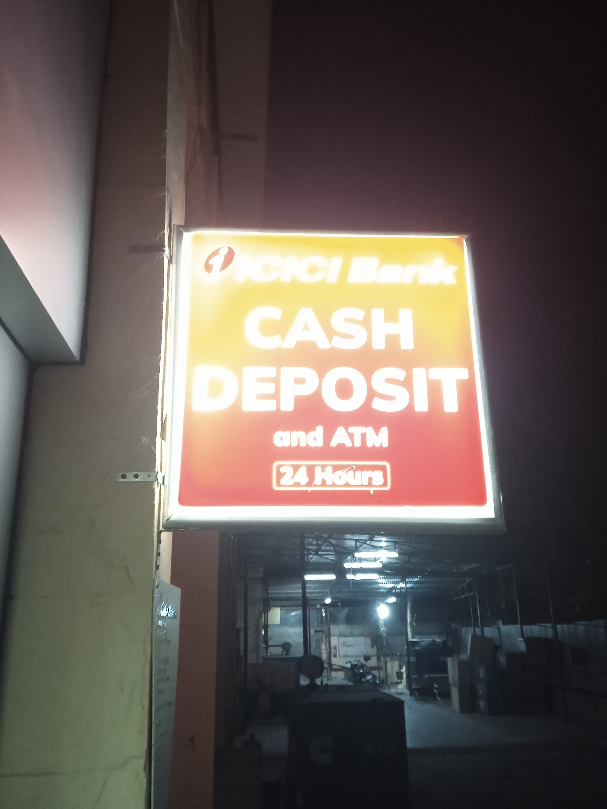 ICICI Bank
CASH
DEPOSIT
and ATM
24 Hours